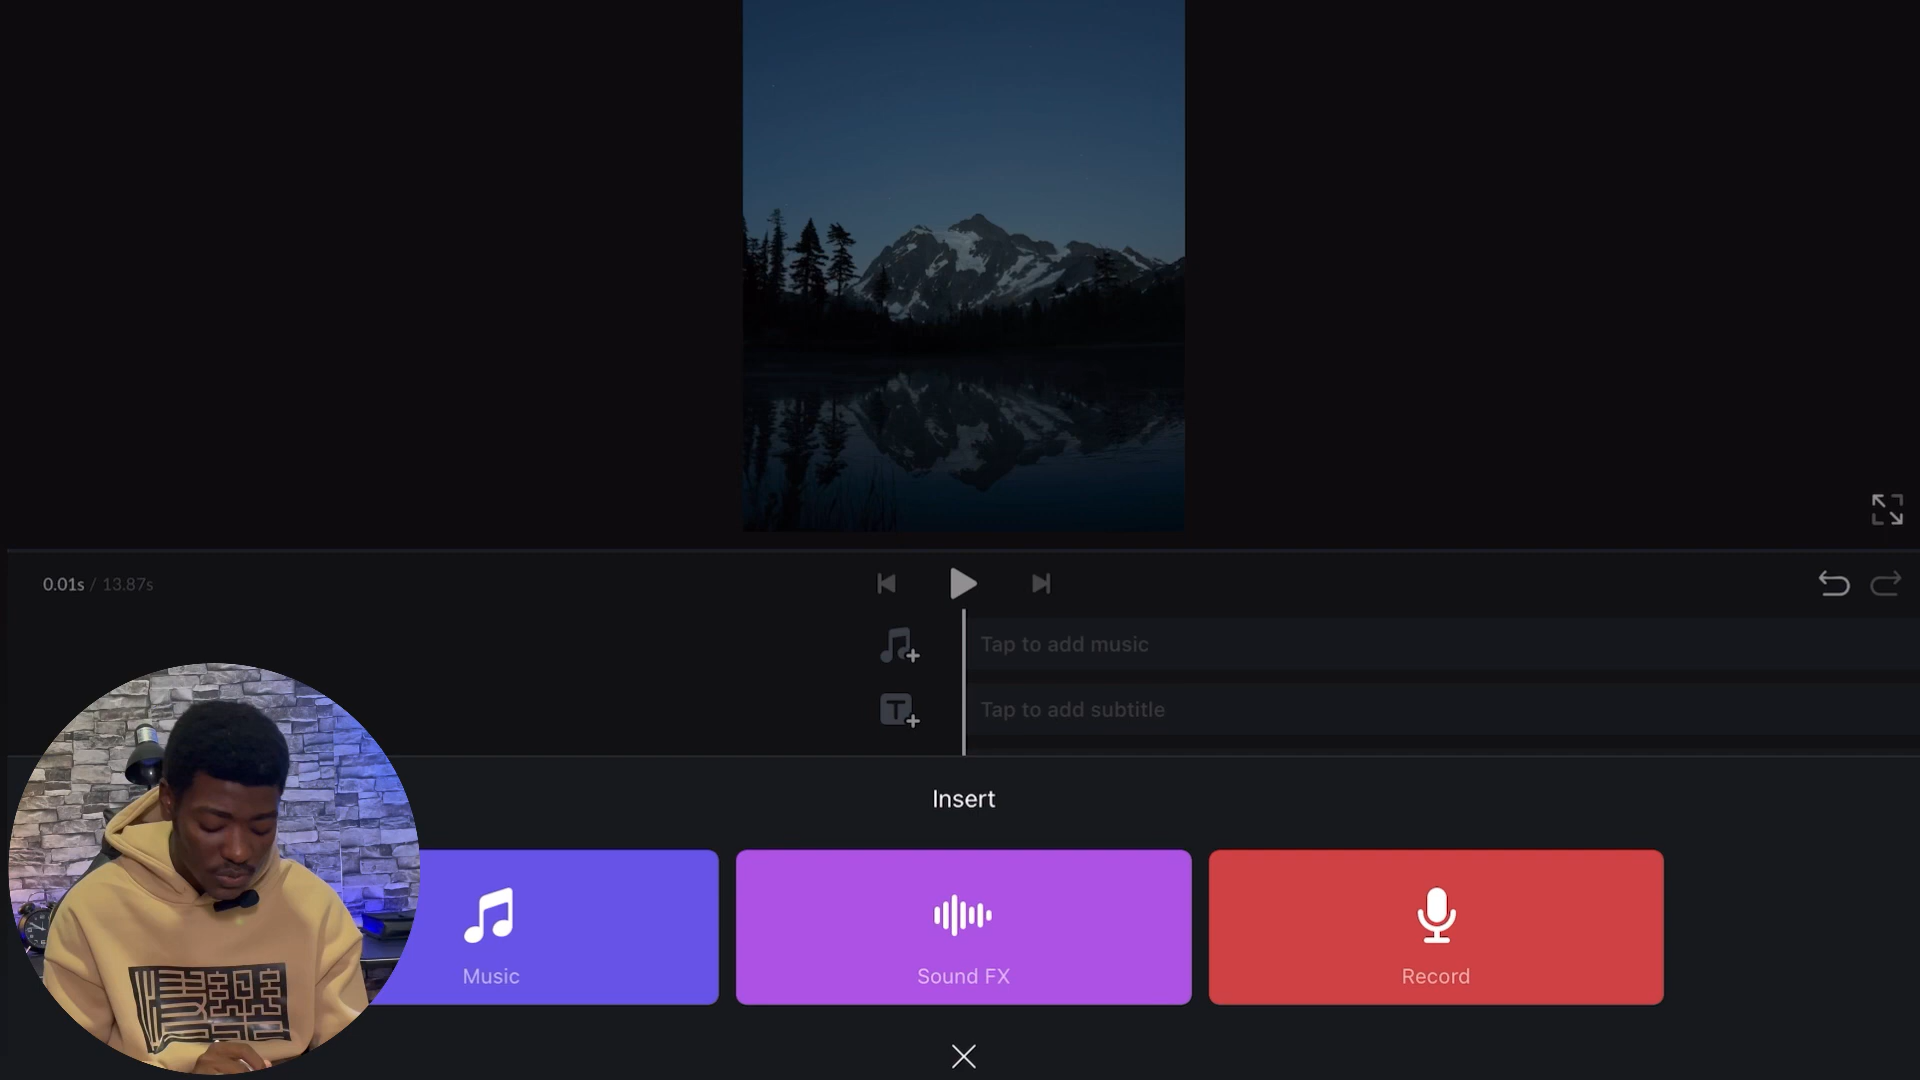 0.01s / 13.87s
Tap to add music
T
Tap to add subtitle
Insert
Music
Sound FX
Record